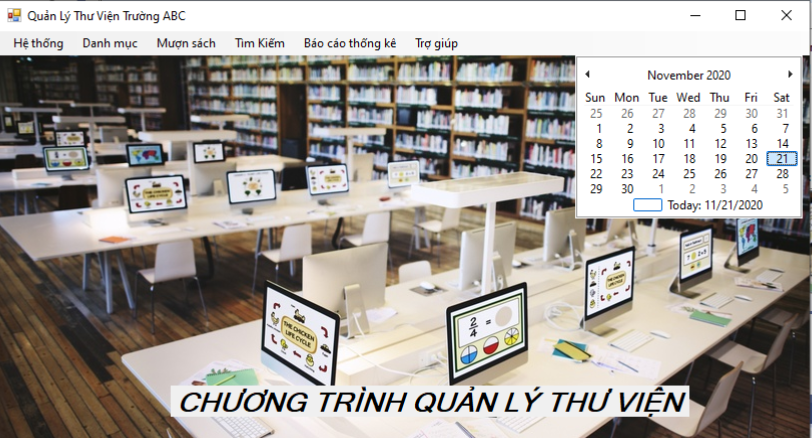 Quản Lý Thư Viện Trường ABC
Hệ thống Danh mục Mượn sách Tìm Kiếm Báo cáo thống kê Trợ giúp
November 2020
Sun Mon Tue Wed Thu Fri Sat
25 26 27 28 29 30 31
1 2 3 4 5 6 7
8 9 10 11 12 13 14
15 16 17 18 19 20 21
22 23 24 25 26 27 28
29 30 1 2 3 4 5
Today: 11/21/2020
THE CHICKEN
LIFE CYCLE
2/4 =
THE CHICKEN
LIFE CYCLE
CHƯƠNG TRÌNH QUẢN LÝ THƯ VIỆN